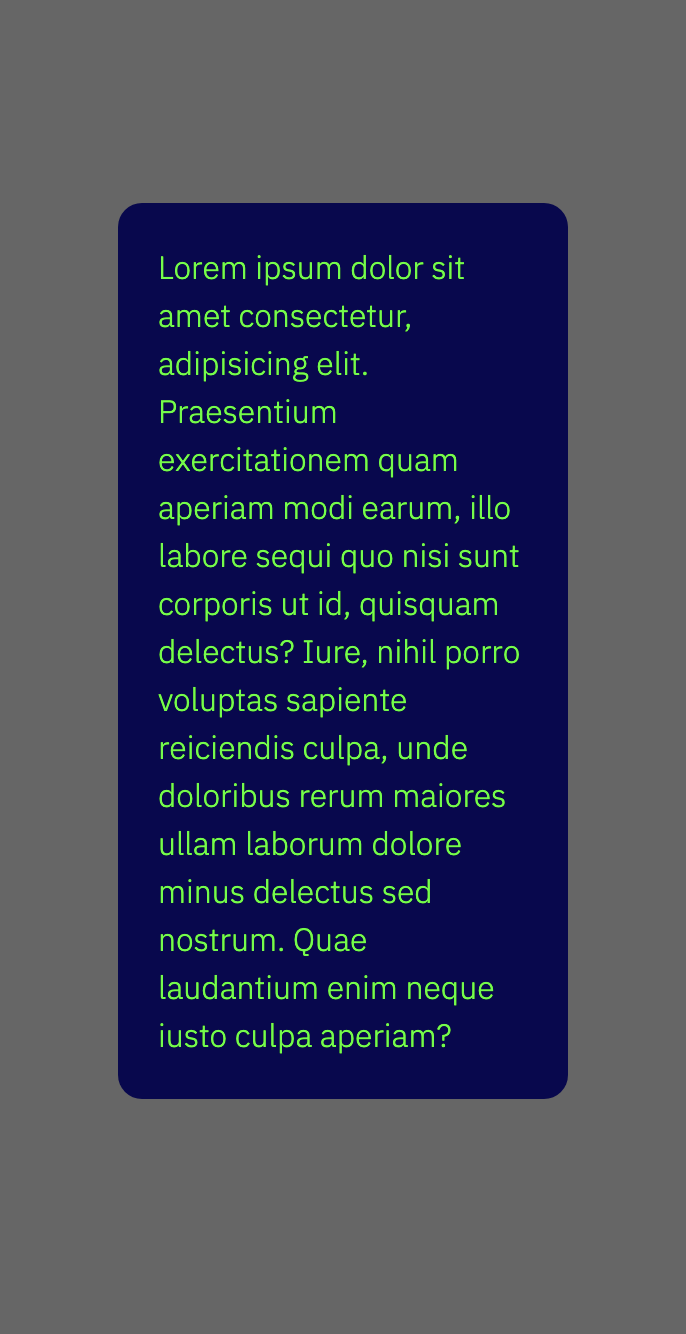 Lorem ipsum dolor sit
amet consectetur,
adipisicing elit.
Praesentium
exercitationem quam
aperiam modi earum, illo
labore sequi quo nisi sunt
corporis ut id, quisquam
delectus? Iure, nihil porro
voluptas sapiente
reiciendis culpa, unde
doloribus rerum maiores
ullam laborum dolore
minus delectus sed
nostrum. Quae
laudantium enim neque
iusto culpa aperiam?